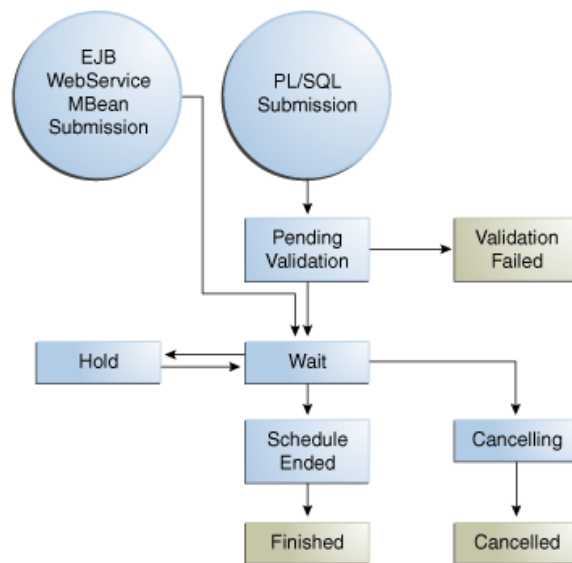 EJB
WebService
MBean
Submission
PL/SQL
Submission
Pending
Validation
Validation
Failed
Hold
Wait
Schedule
Ended
Cancelling
Finished
Cancelled